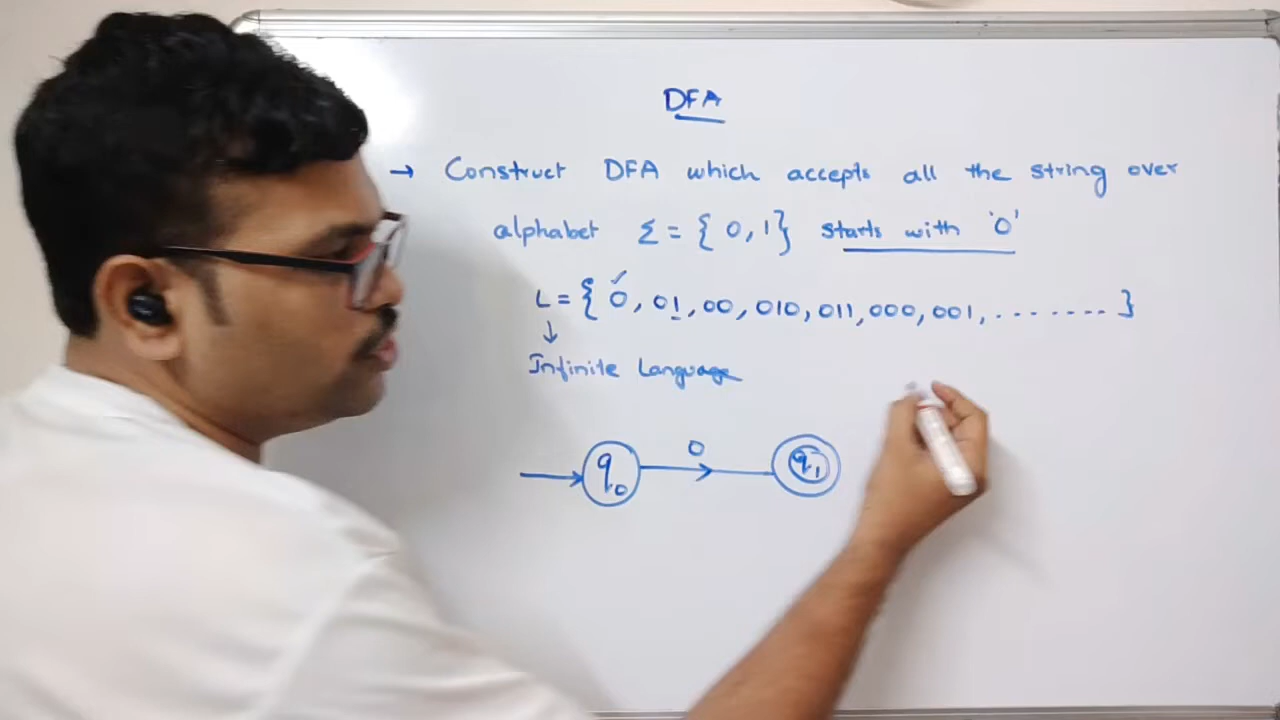 DFA
→ Construct DFA which accepts all the string over
alphabet Σ = { 0, 1} starts with '0'
L = { 0, 01, 00, 010, 011, 000, 001, ........ }
↓
Infinite Language
0
q0 q1